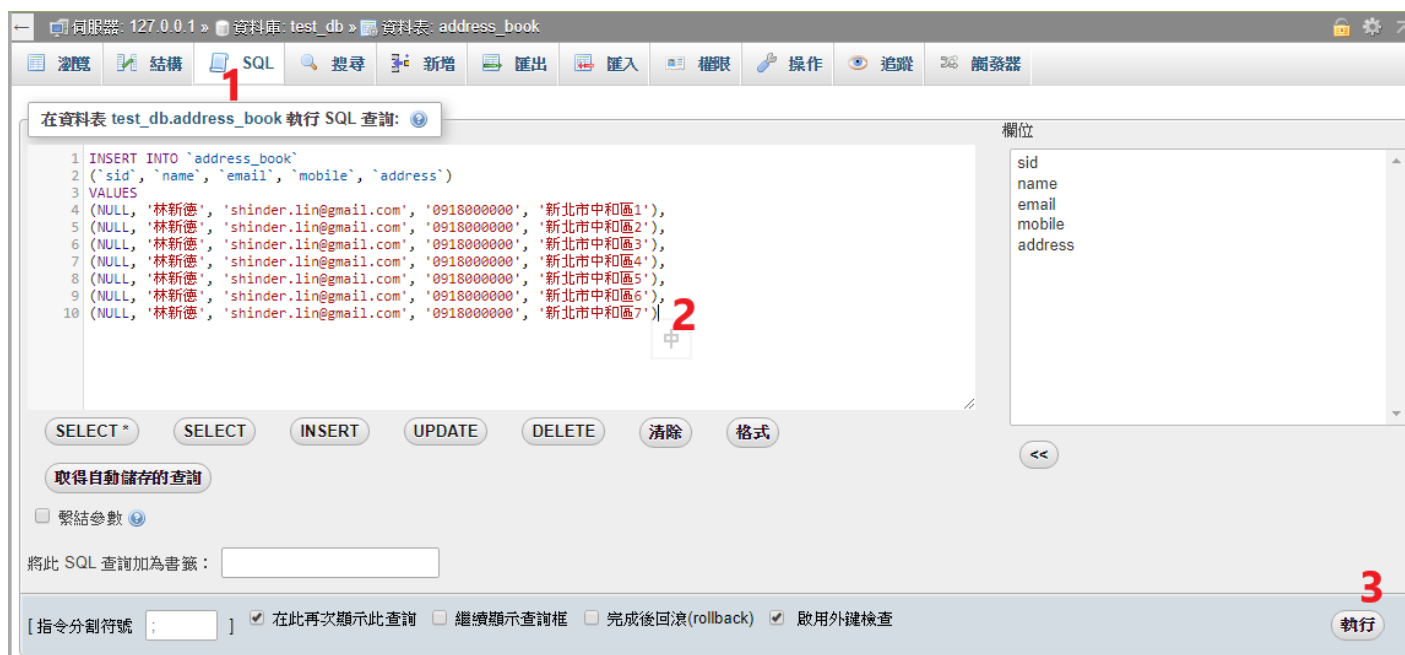 ← 伺服器: 127.0.0.1 » 資料庫: test_db » 資料表: address_book
瀏覽 結構 SQL 搜尋 新增 匯出 匯入 權限 操作 追蹤 觸發器
1
在資料表 test_db.address_book 執行 SQL 查詢:
欄位
1 INSERT INTO `address_book`
2 (`sid`, `name`, `email`, `mobile`, `address`)
3 VALUES
4 (NULL, '林新德', 'shinder.lin@gmail.com', '0918000000', '新北市中和區1'),
5 (NULL, '林新德', 'shinder.lin@gmail.com', '0918000000', '新北市中和區2'),
6 (NULL, '林新德', 'shinder.lin@gmail.com', '0918000000', '新北市中和區3'),
7 (NULL, '林新德', 'shinder.lin@gmail.com', '0918000000', '新北市中和區4'),
8 (NULL, '林新德', 'shinder.lin@gmail.com', '0918000000', '新北市中和區5'),
9 (NULL, '林新德', 'shinder.lin@gmail.com', '0918000000', '新北市中和區6'),
10 (NULL, '林新德', 'shinder.lin@gmail.com', '0918000000', '新北市中和區7')
2
中
sid
name
email
mobile
address
SELECT * SELECT INSERT UPDATE DELETE 清除 格式
<<
取得自動儲存的查詢
繫結參數
將此 SQL 查詢加為書籤：
3
[ 指令分割符號 ; ] 在此再次顯示此查詢 繼續顯示查詢框 完成後回滾(rollback) 啟用外鍵檢查 執行